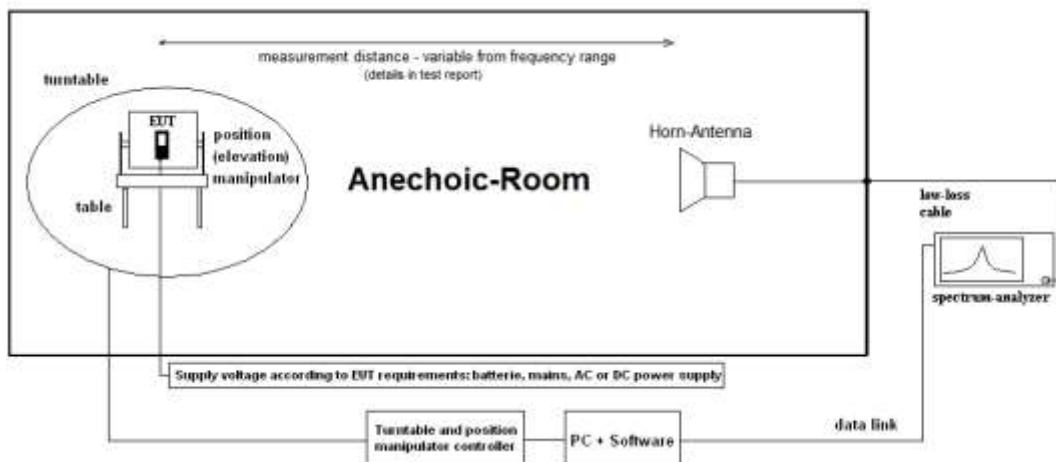 measurement distance - variable from frequency range
(details in test report)
turntable
EUT
position
(elevation)
manipulator
table
Anechoic-Room
Horn-Antenna
low-loss
cable
spectrum-analyzer
Supply voltage according to EUT requirements: batterie, mains, AC or DC power supply
Turntable and position
manipulator controller
PC + Software
data link